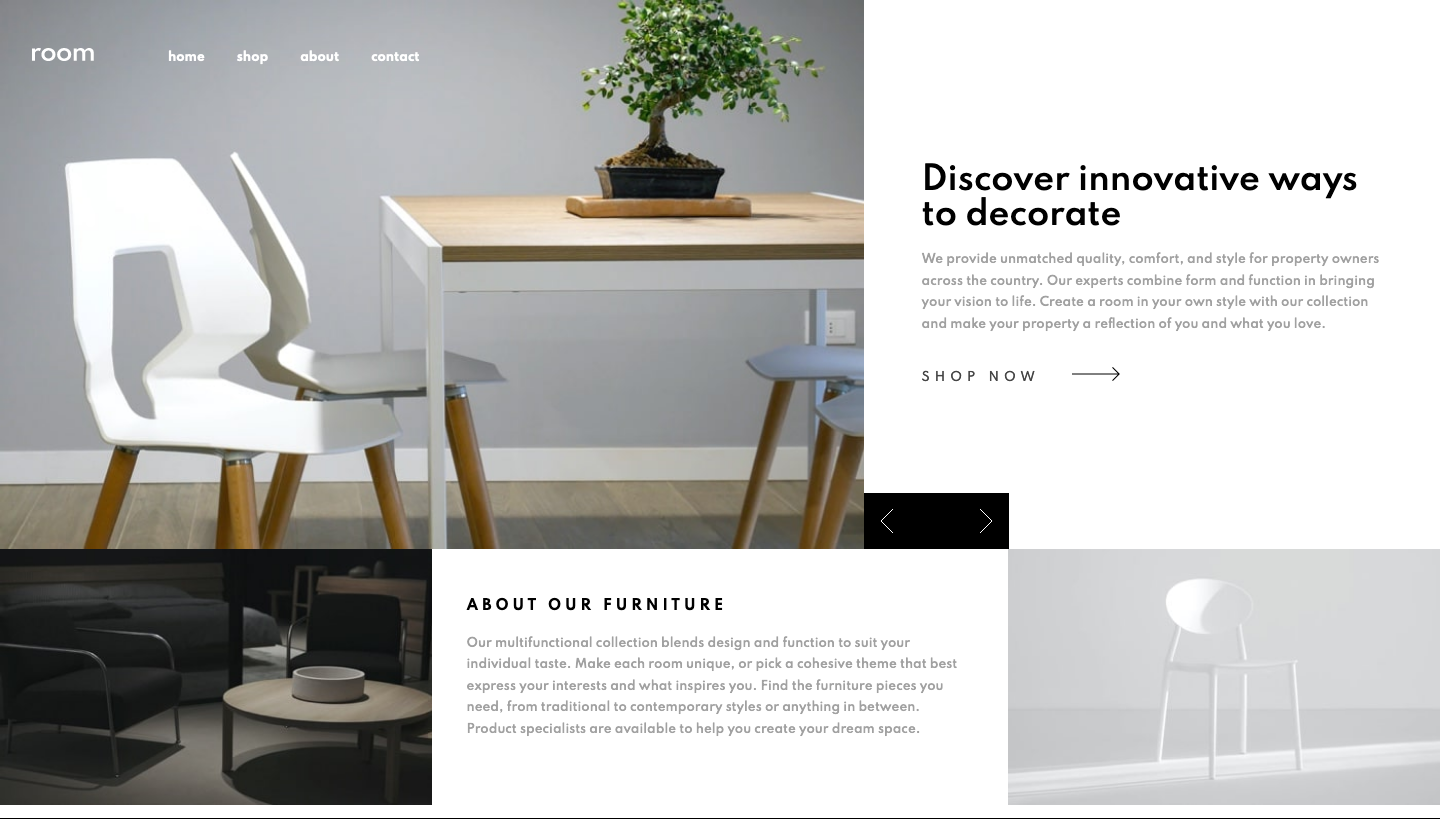 room
home shop about contact
Discover innovative ways
to decorate
We provide unmatched quality, comfort, and style for property owners
across the country. Our experts combine form and function in bringing
your vision to life. Create a room in your own style with our collection
and make your property a reflection of you and what you love.
SHOP NOW
ABOUT OUR FURNITURE
Our multifunctional collection blends design and function to suit your
individual taste. Make each room unique, or pick a cohesive theme that best
express your interests and what inspires you. Find the furniture pieces you
need, from traditional to contemporary styles or anything in between.
Product specialists are available to help you create your dream space.